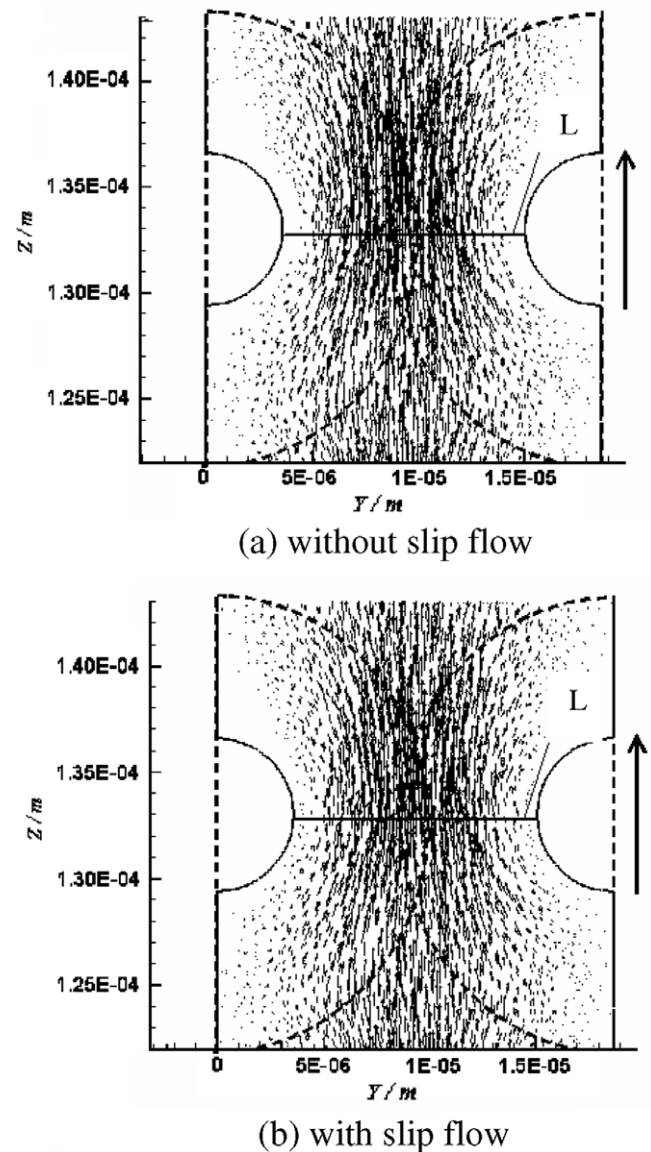 1.40E-04
L
1.35E-04
Z / m
1.30E-04
1.25E-04
0 5E-06 1E-05 1.5E-05
Y / m
(a) without slip flow
1.40E-04
L
1.35E-04
Z / m
1.30E-04
1.25E-04
0 5E-06 1E-05 1.5E-05
Y / m
(b) with slip flow